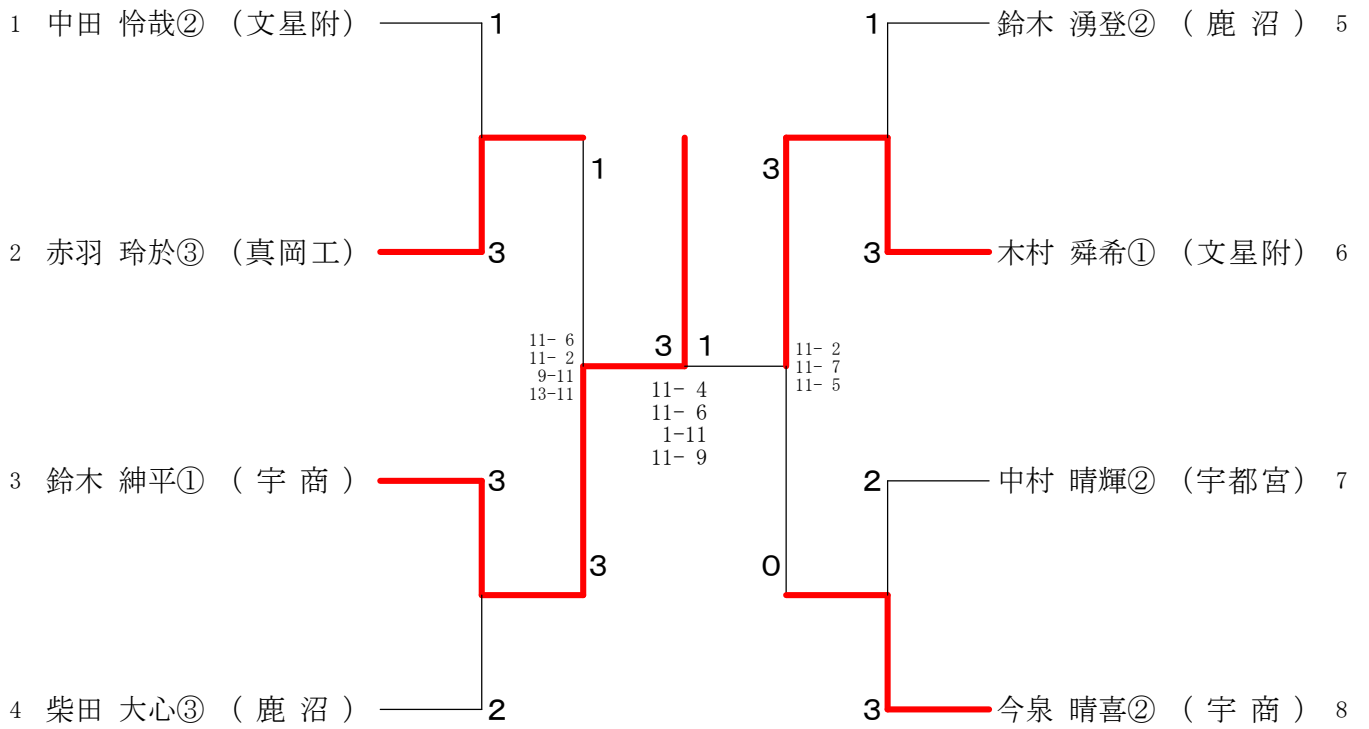 1 中田 怜哉② (文星附) 1
1 鈴木 湧登② ( 鹿 沼 ) 5
1
3
2 赤羽 玲於③ (真岡工) 3
3 木村 舜希① (文星附) 6
11- 6
11- 2
9-11
13-11
3 1
11- 4
11- 6
1-11
11- 9
11- 2
11- 7
11- 5
3 鈴木 紳平① ( 宇 商 ) 3
2 中村 晴輝② (宇都宮) 7
3
0
4 柴田 大心③ ( 鹿 沼 ) 2
3 今泉 晴喜② ( 宇 商 ) 8